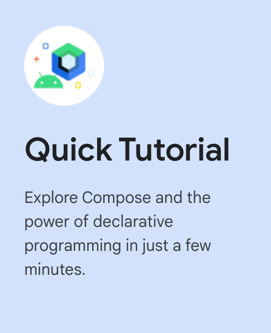 Quick Tutorial
Explore Compose and the
power of declarative
programming in just a few
minutes.